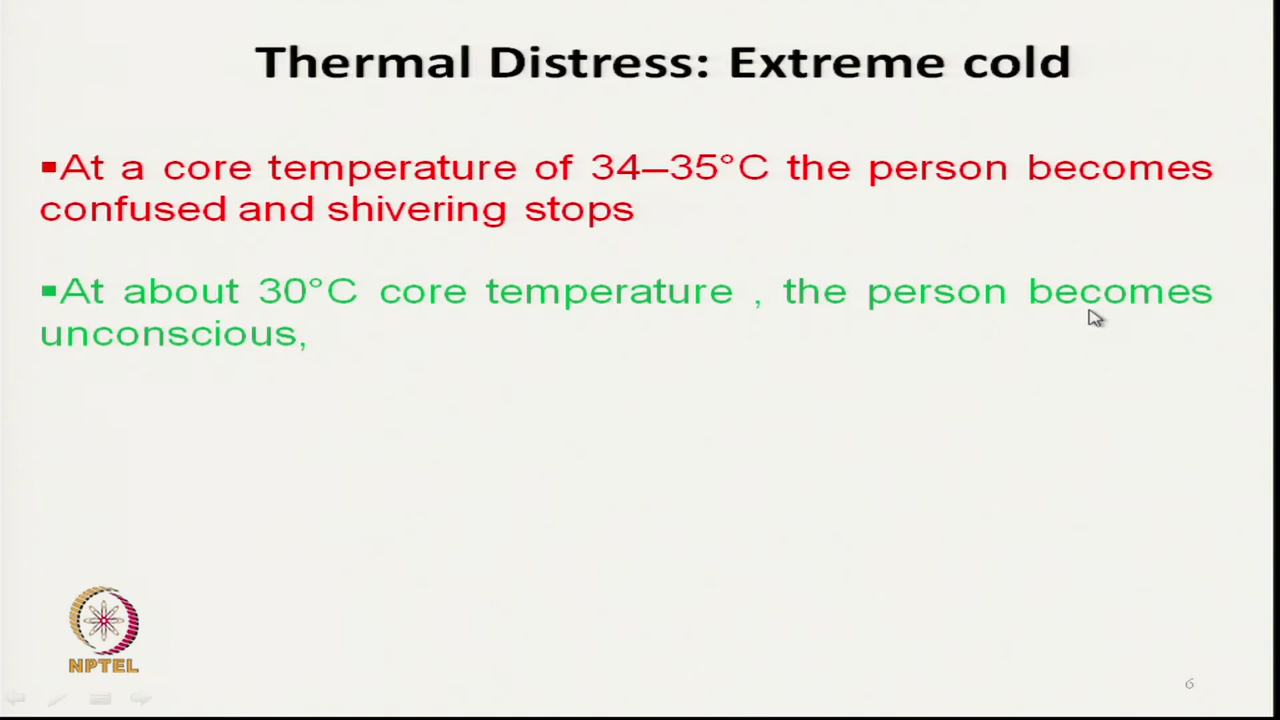 Thermal Distress: Extreme cold
▪At a core temperature of 34–35°C the person becomes
confused and shivering stops
▪At about 30°C core temperature , the person becomes
unconscious,
NPTEL
6